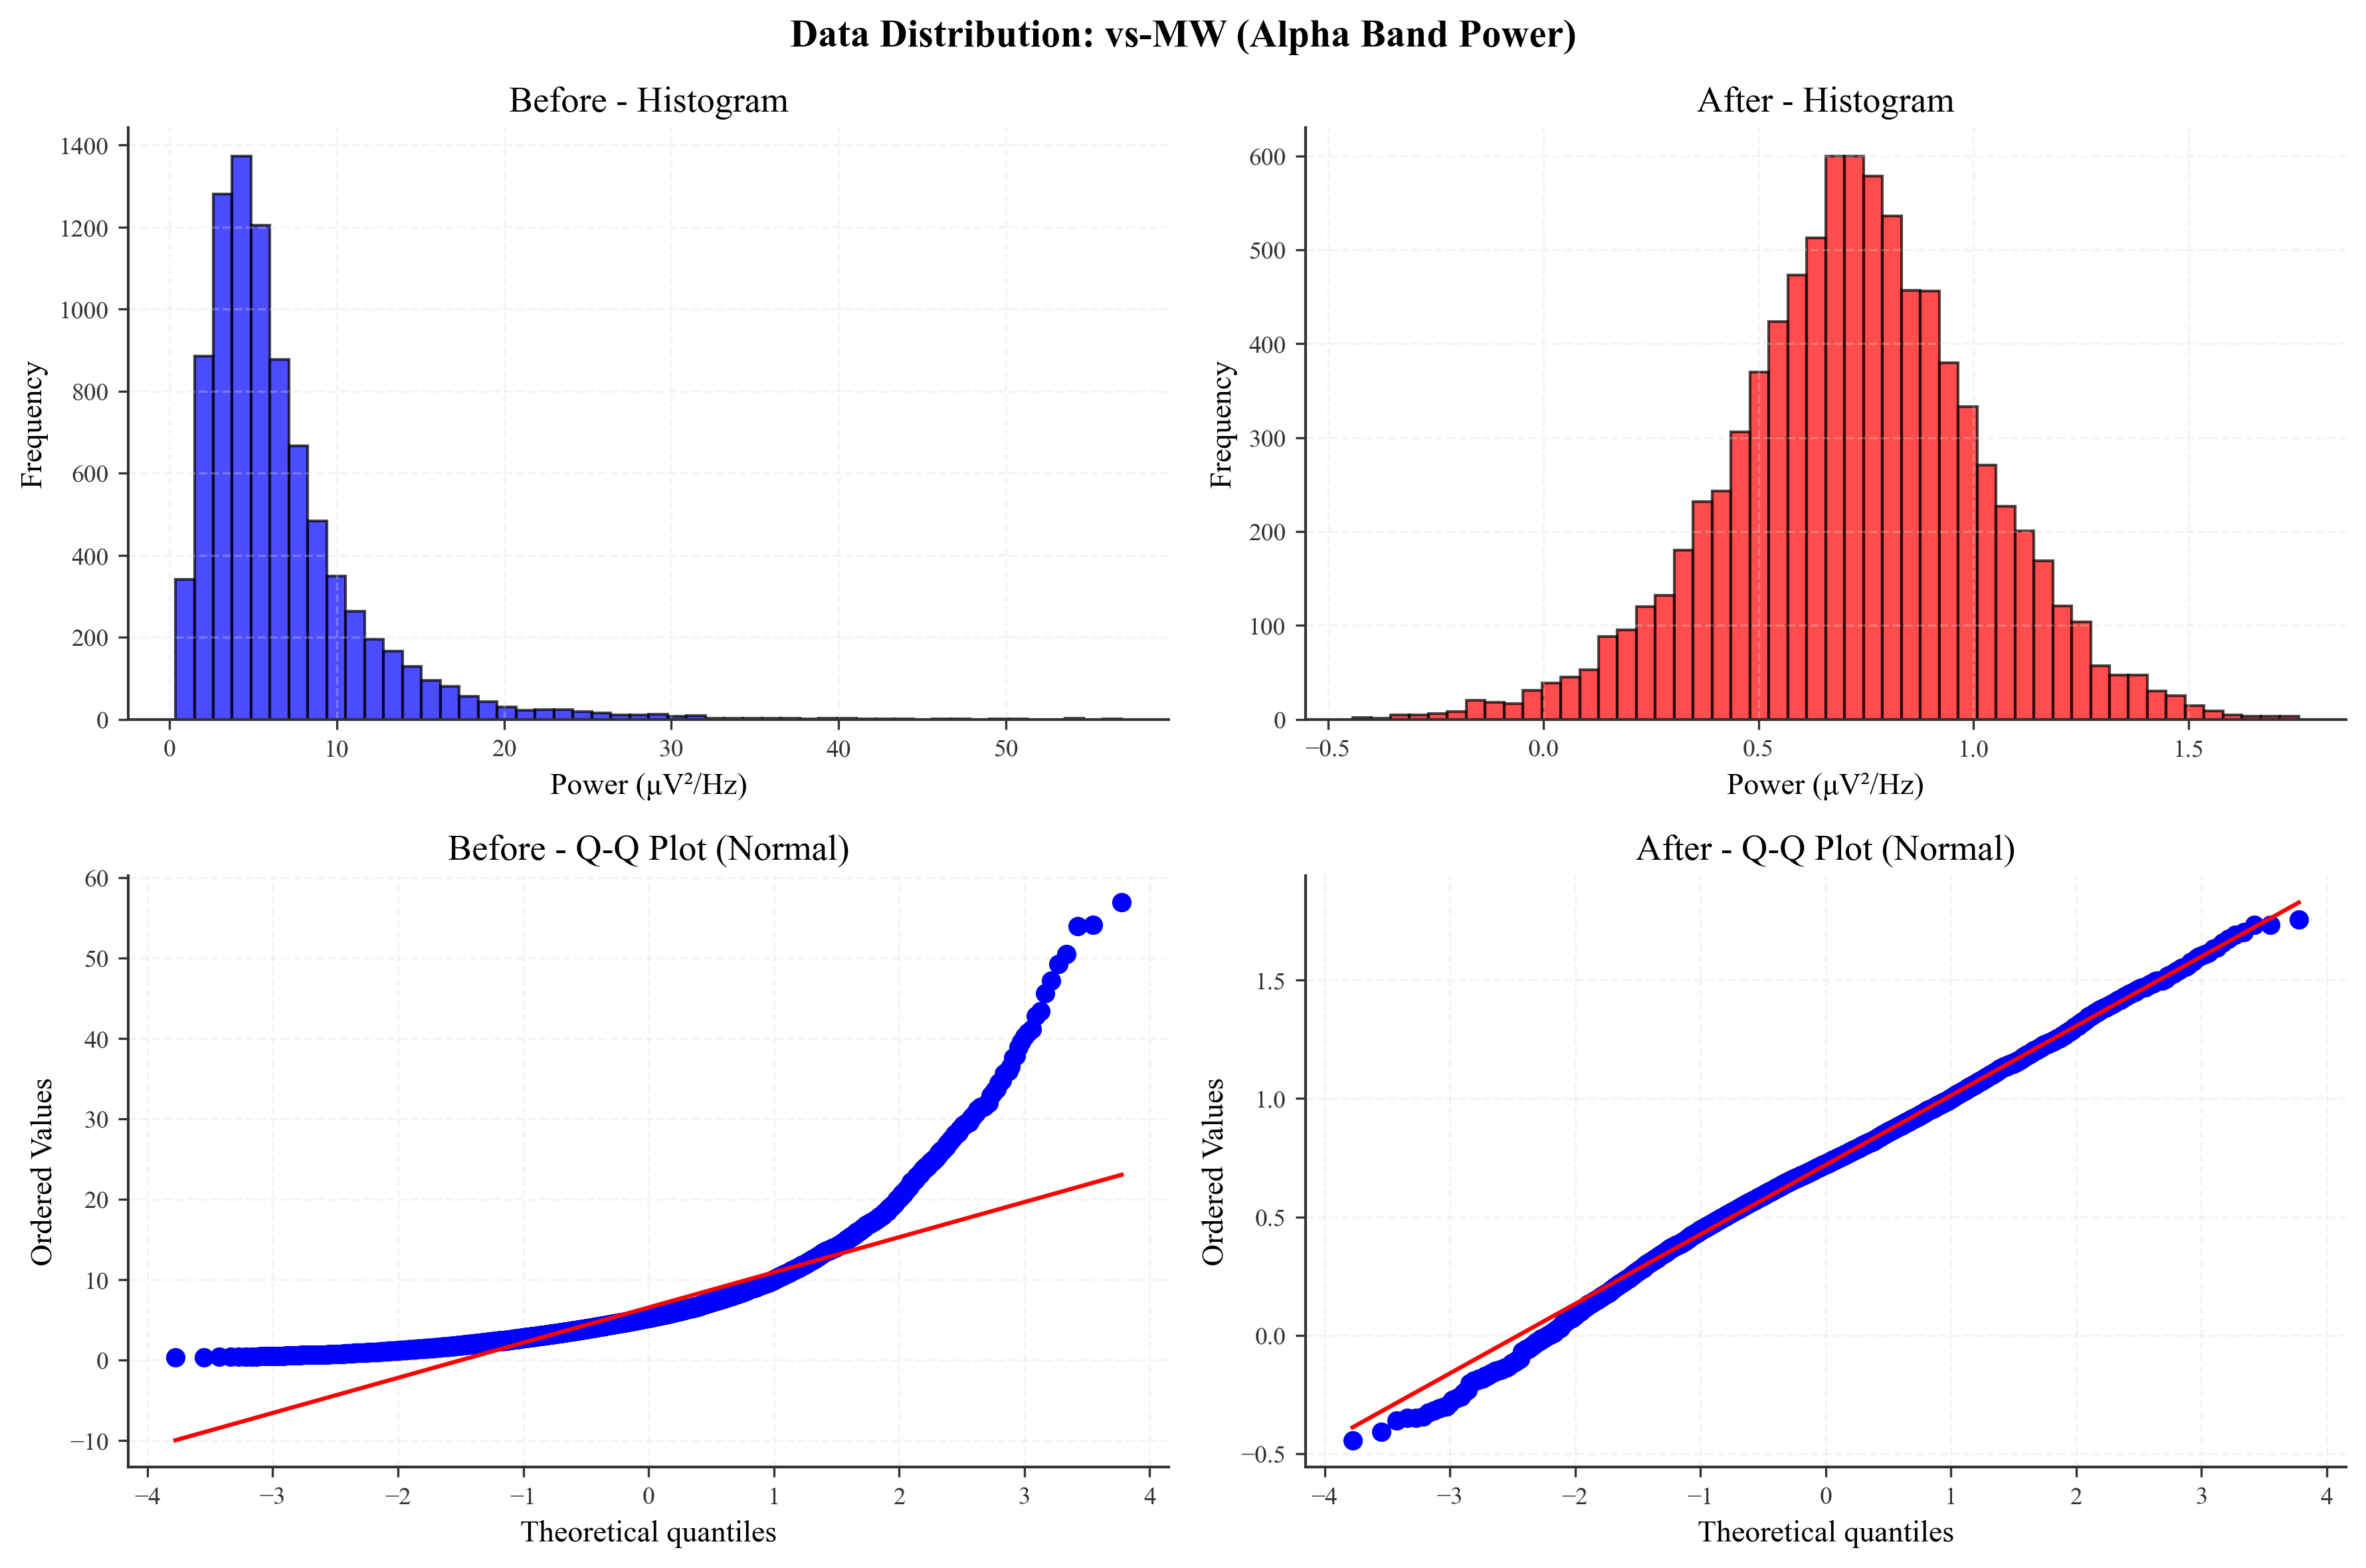 Data Distribution: vs-MW (Alpha Band Power)
Before - Histogram
Frequency
1400
1200
1000
800
600
400
200
0
0 10 20 30 40 50
Power (μV²/Hz)
After - Histogram
Frequency
600
500
400
300
200
100
0
−0.5 0.0 0.5 1.0 1.5
Power (μV²/Hz)
Before - Q-Q Plot (Normal)
Ordered Values
60
50
40
30
20
10
0
−10
−4 −3 −2 −1 0 1 2 3 4
Theoretical quantiles
After - Q-Q Plot (Normal)
Ordered Values
1.5
1.0
0.5
0.0
−0.5
−4 −3 −2 −1 0 1 2 3 4
Theoretical quantiles